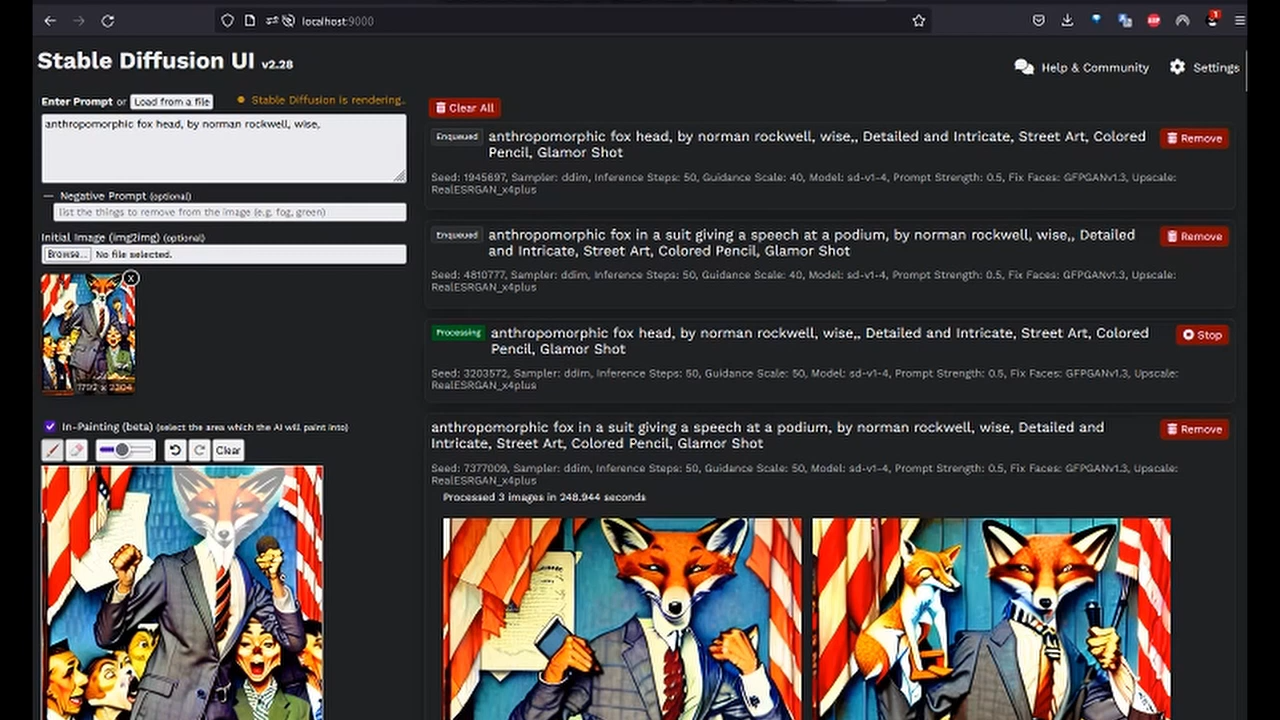 localhost:9000
1
Stable Diffusion UI v2.28
Help & Community
Settings
Enter Prompt or Load from a file
Stable Diffusion is rendering..
anthropomorphic fox head, by norman rockwell, wise,
Negative Prompt (optional)
list the things to remove from the image (e.g. fog, green)
Initial Image (img2img) (optional)
Browse... No file selected.
X
1792 x 2304
In-Painting (beta) (select the area which the AI will paint into)
Clear
Clear All
Enqueued anthropomorphic fox head, by norman rockwell, wise,, Detailed and Intricate, Street Art, Colored
Pencil, Glamor Shot
Remove
Seed: 1945697, Sampler: ddim, Inference Steps: 50, Guidance Scale: 40, Model: sd-v1-4, Prompt Strength: 0.5, Fix Faces: GFPGANv1.3, Upscale:
RealESRGAN_x4plus
Enqueued anthropomorphic fox in a suit giving a speech at a podium, by norman rockwell, wise,, Detailed
and Intricate, Street Art, Colored Pencil, Glamor Shot
Remove
Seed: 4810777, Sampler: ddim, Inference Steps: 50, Guidance Scale: 40, Model: sd-v1-4, Prompt Strength: 0.5, Fix Faces: GFPGANv1.3, Upscale:
RealESRGAN_x4plus
Processing anthropomorphic fox head, by norman rockwell, wise,, Detailed and Intricate, Street Art, Colored
Pencil, Glamor Shot
Stop
Seed: 3203572, Sampler: ddim, Inference Steps: 50, Guidance Scale: 50, Model: sd-v1-4, Prompt Strength: 0.5, Fix Faces: GFPGANv1.3, Upscale:
RealESRGAN_x4plus
anthropomorphic fox in a suit giving a speech at a podium, by norman rockwell, wise, Detailed and
Intricate, Street Art, Colored Pencil, Glamor Shot
Remove
Seed: 7377009, Sampler: ddim, Inference Steps: 50, Guidance Scale: 50, Model: sd-v1-4, Prompt Strength: 0.5, Fix Faces: GFPGANv1.3, Upscale:
RealESRGAN_x4plus
Processed 3 images in 248.944 seconds